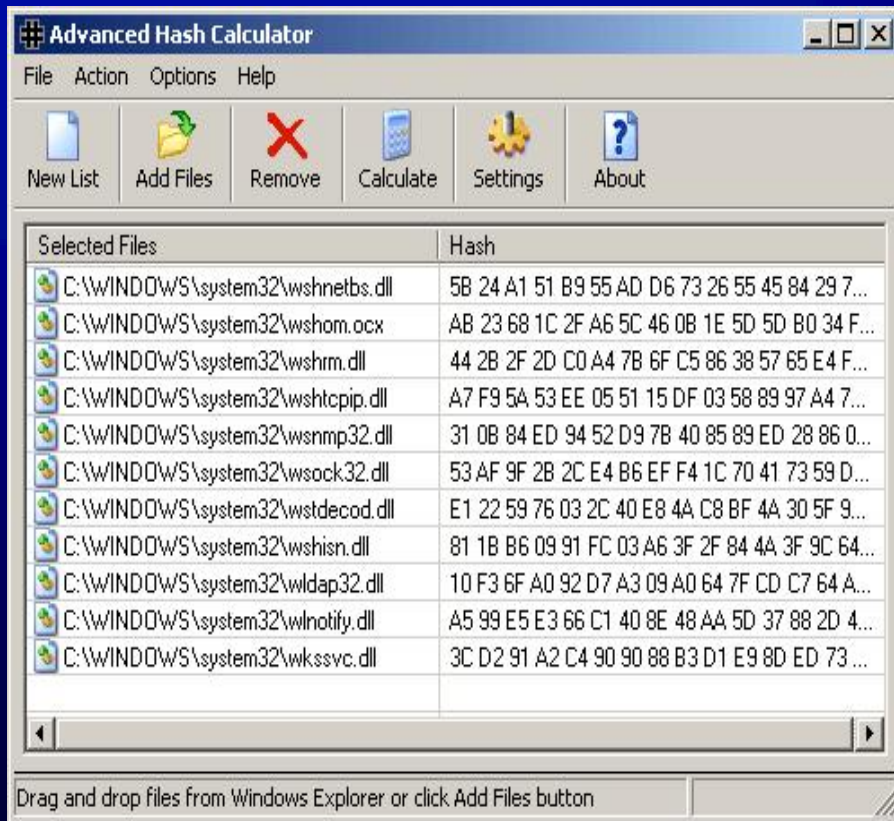 Advanced Hash Calculator
File Action Options Help
New List Add Files Remove Calculate Settings About
Selected Files Hash
C:\WINDOWS\system32\wshnetbs.dll 5B 24 A1 51 B9 55 AD D6 73 26 55 45 84 29 7...
C:\WINDOWS\system32\wshom.ocx AB 23 68 1C 2F A6 5C 46 0B 1E 5D 5D B0 34 F...
C:\WINDOWS\system32\wshrm.dll 44 2B 2F 2D C0 A4 7B 6F C5 86 38 57 65 E4 F...
C:\WINDOWS\system32\wshtcpip.dll A7 F9 5A 53 EE 05 51 15 DF 03 58 89 97 A4 7...
C:\WINDOWS\system32\wsnmp32.dll 31 0B 84 ED 94 52 D9 7B 40 85 89 ED 28 86 0...
C:\WINDOWS\system32\wsock32.dll 53 AF 9F 2B 2C E4 B6 EF F4 1C 70 41 73 59 D...
C:\WINDOWS\system32\wstdecod.dll E1 22 59 76 03 2C 40 E8 4A C8 BF 4A 30 5F 9...
C:\WINDOWS\system32\wshisn.dll 81 1B B6 09 91 FC 03 A6 3F 2F 84 4A 3F 9C 64...
C:\WINDOWS\system32\wldap32.dll 10 F3 6F A0 92 D7 A3 09 A0 64 7F CD C7 64 A...
C:\WINDOWS\system32\wlnotify.dll A5 99 E5 E3 66 C1 40 8E 48 AA 5D 37 88 2D 4...
C:\WINDOWS\system32\wkssvc.dll 3C D2 91 A2 C4 90 90 88 B3 D1 E9 8D ED 73 ...
Drag and drop files from Windows Explorer or click Add Files button